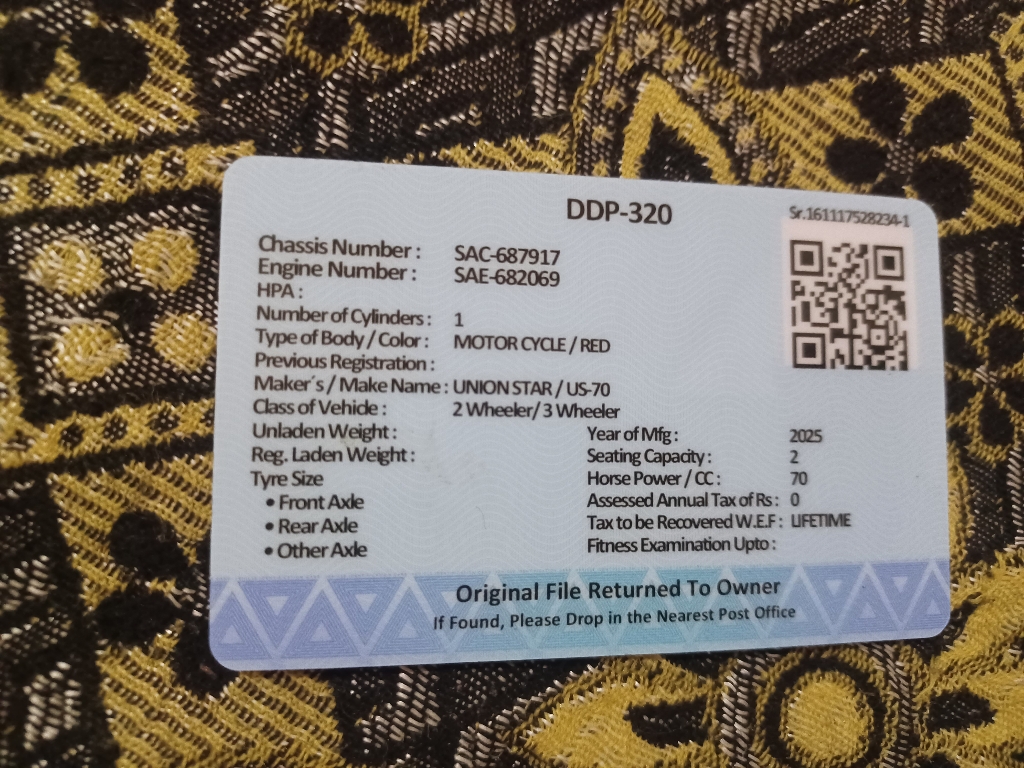 DDP-320
Sr.161117528234-1
Chassis Number : SAC-687917
Engine Number : SAE-682069
HPA :
Number of Cylinders : 1
Type of Body / Color : MOTOR CYCLE / RED
Previous Registration :
Maker´s / Make Name : UNION STAR / US-70
Class of Vehicle : 2 Wheeler/ 3 Wheeler
Unladen Weight :
Reg. Laden Weight :
Tyre Size
• Front Axle
• Rear Axle
• Other Axle
Year of Mfg : 2025
Seating Capacity : 2
Horse Power / CC : 70
Assessed Annual Tax of Rs : 0
Tax to be Recovered W.E.F : LIFETIME
Fitness Examination Upto :
Original File Returned To Owner
If Found, Please Drop in the Nearest Post Office